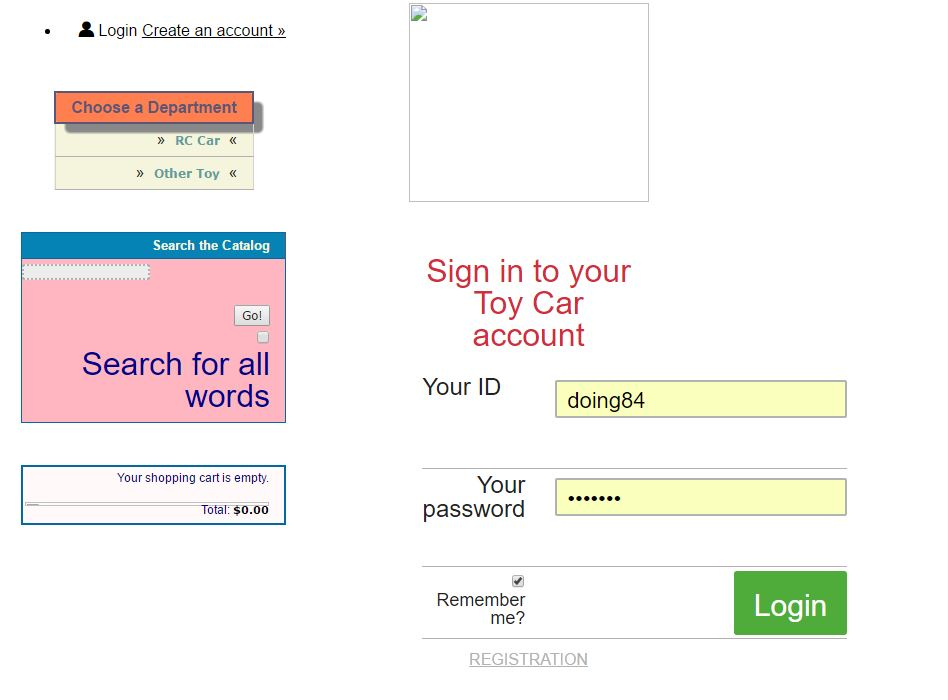 Login Create an account »
Choose a Department
» RC Car «
» Other Toy «
Search the Catalog
Go!
Search for all
words
Your shopping cart is empty.
Total: $0.00
Sign in to your
Toy Car
account
Your ID
doing84
Your
password
•••••••
Remember
me?
Login
REGISTRATION